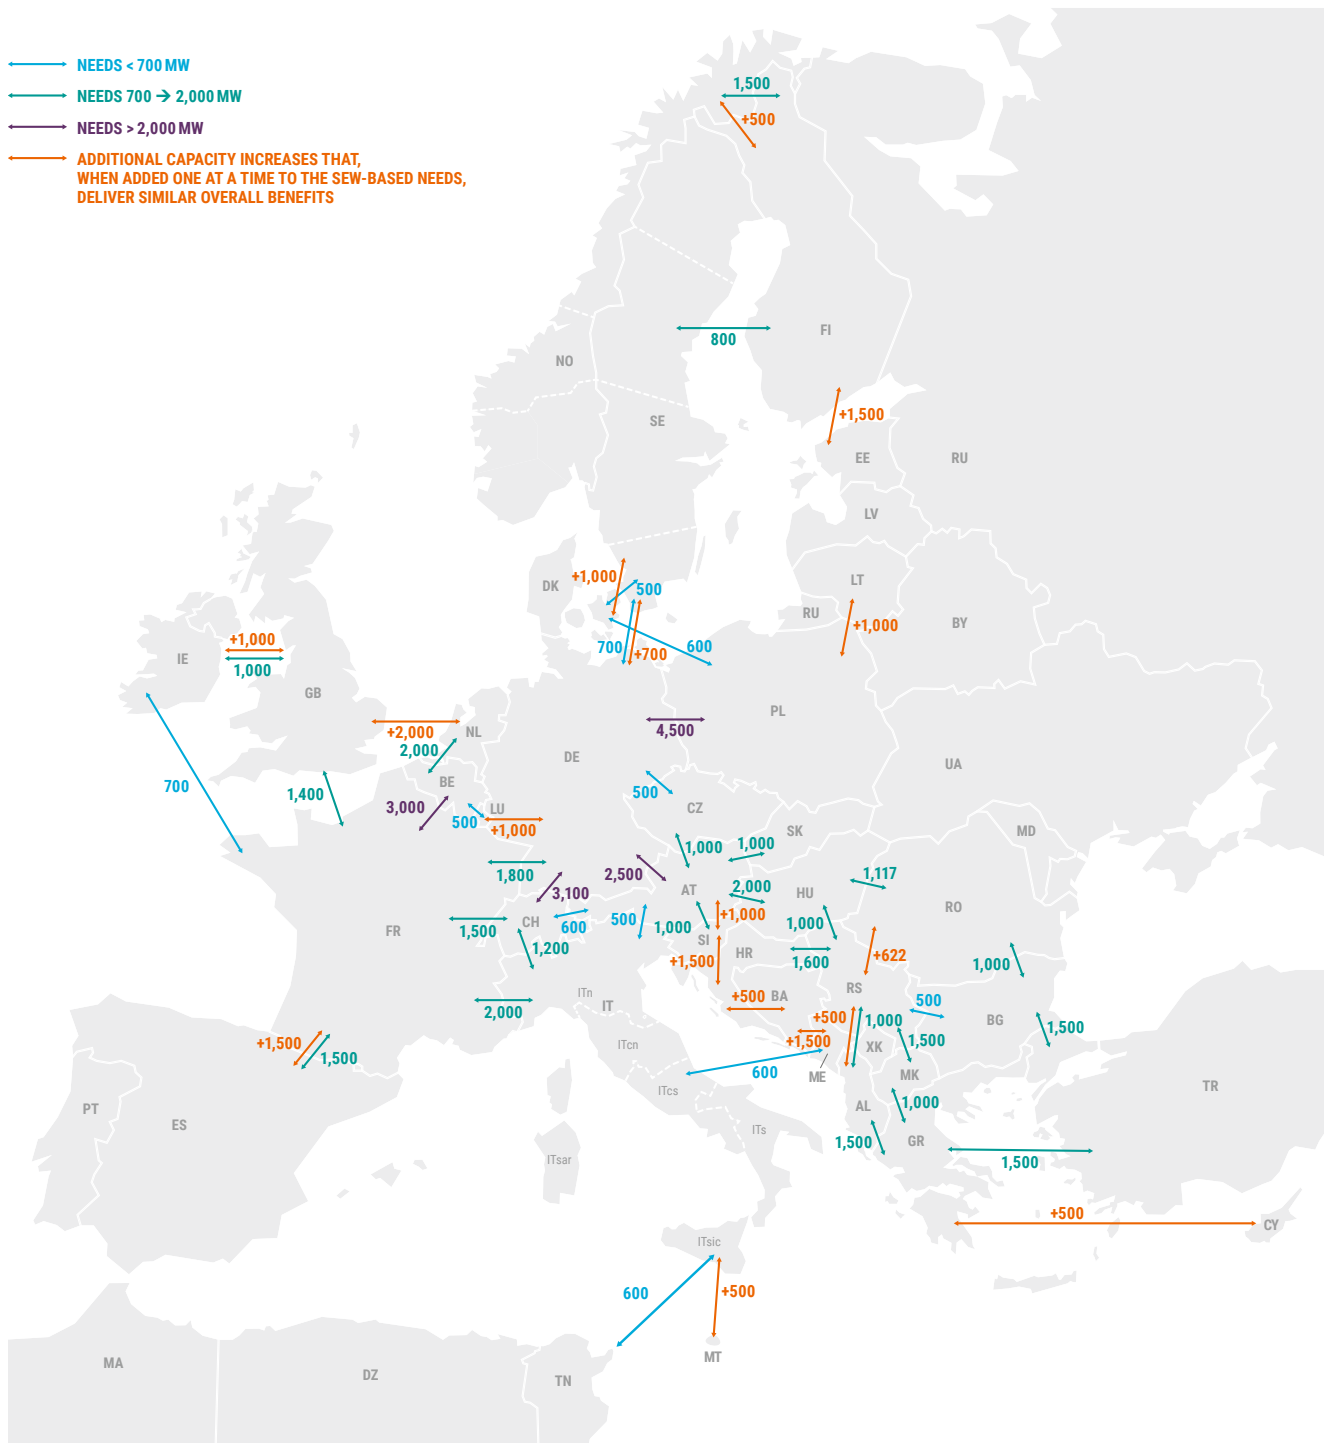 NEEDS < 700 MW
NEEDS 700 → 2,000 MW
NEEDS > 2,000 MW
ADDITIONAL CAPACITY INCREASES THAT,
WHEN ADDED ONE AT A TIME TO THE SEW-BASED NEEDS,
DELIVER SIMILAR OVERALL BENEFITS
1,500
+500
FI
800
NO
+1,500
SE
EE
RU
LV
+1,000
DK
500
LT
RU
+1,000
BY
+1,000
IE
1,000
700
+700
600
GB
PL
+2,000
NL
4,500
2,000
DE
UA
BE
700
1,400
500
3,000
CZ
LU
500
+1,000
SK
MD
1,000
1,000
1,800
2,500
1,117
3,100
AT
2,000
HU
RO
FR
1,500
CH
600
500
1,000
+1,000
1,000
1,200
SI
HR
+1,500
1,600
+622
1,000
RS
ITn
IT
+500
BA
500
2,000
+500
1,000
BG
1,500
+1,500
1,500
ITcn
+1,500
XK
1,500
600
ME
MK
TR
ITcs
PT
AL
1,000
ES
ITs
1,500
GR
ITsar
1,500
+500
CY
ITsic
600
+500
MT
MA
DZ
TN